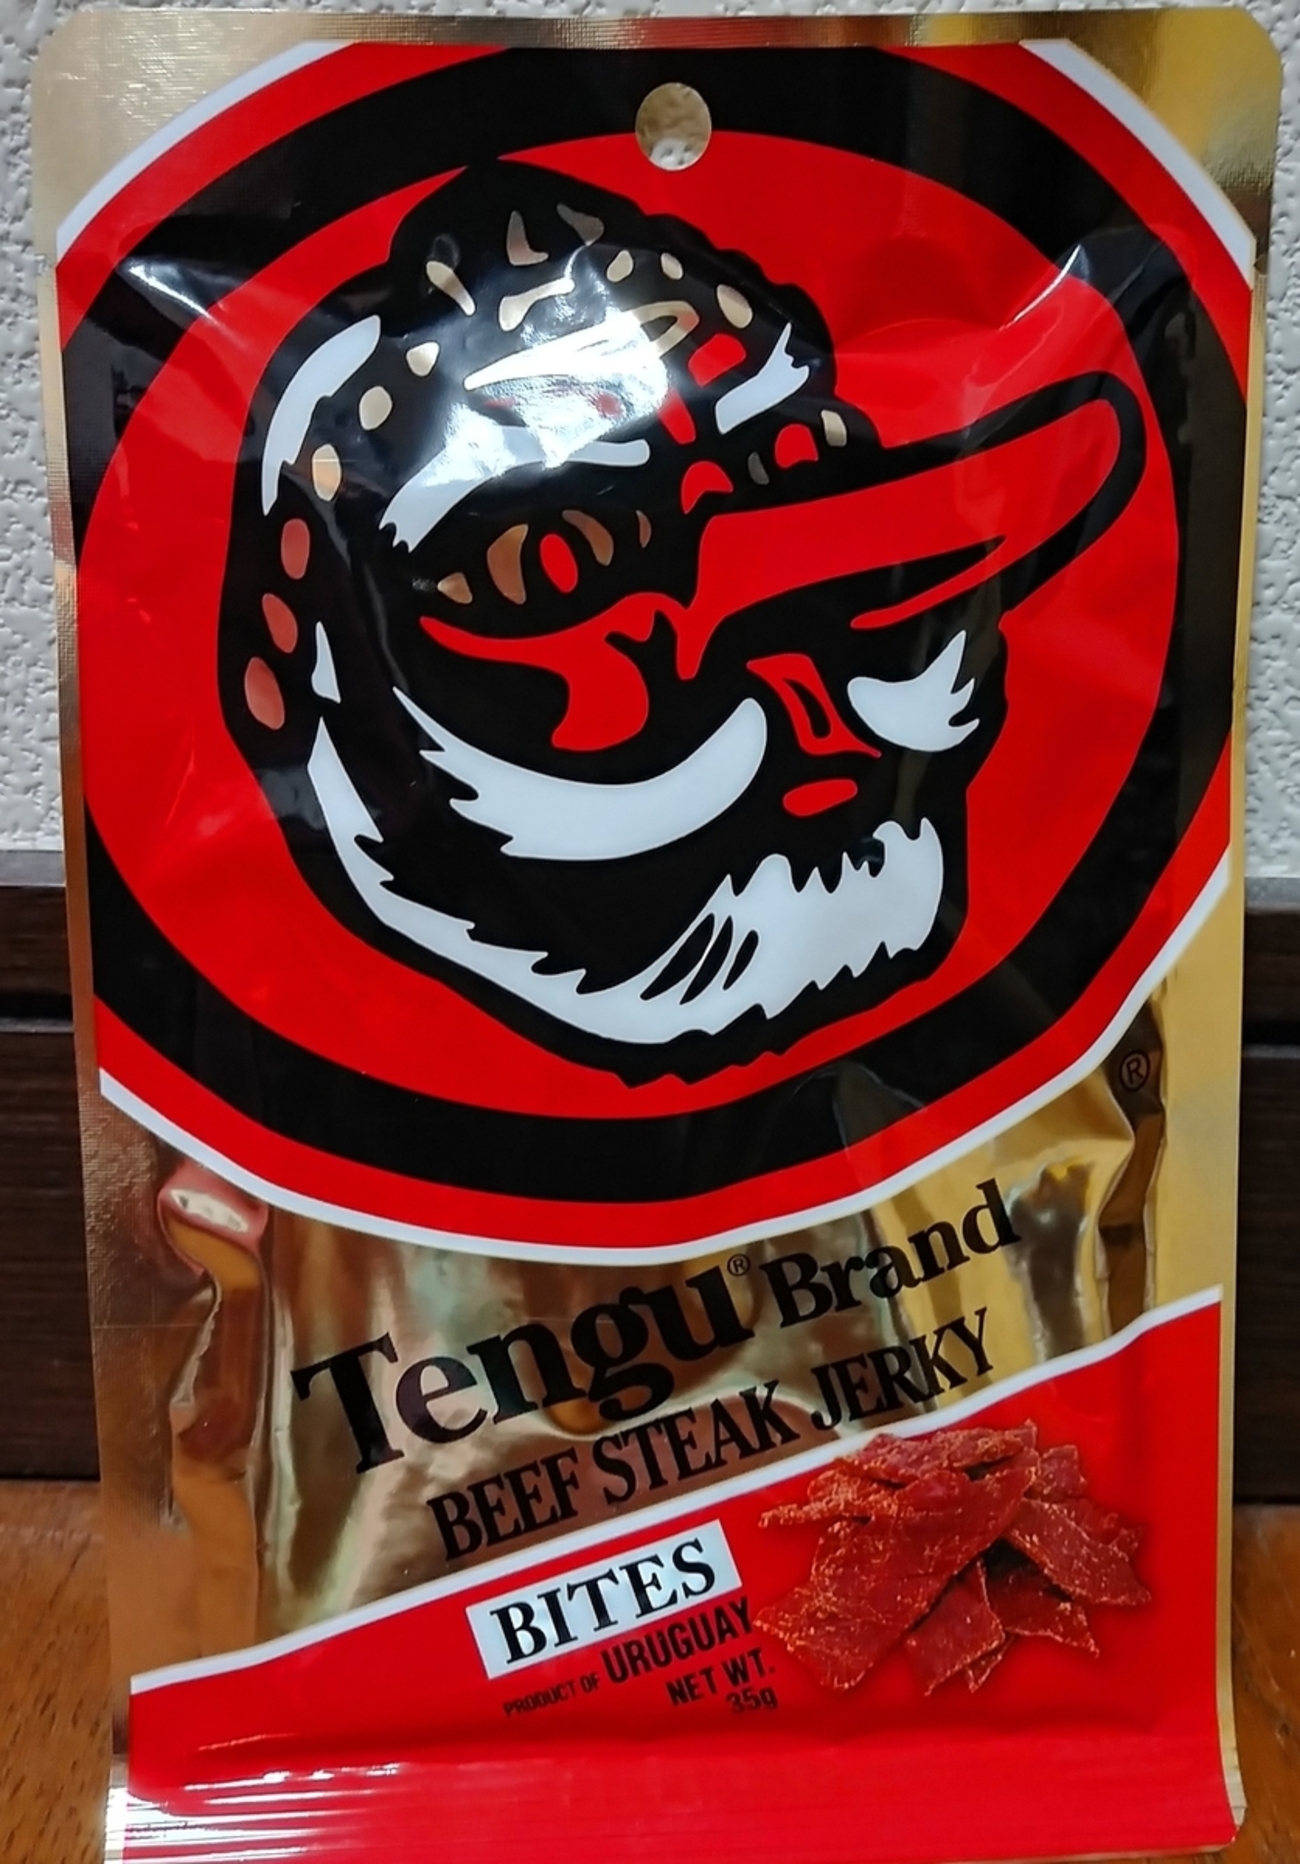 ®
Tengu® Brand
BEEF STEAK JERKY
BITES
PRODUCT OF URUGUAY
NET WT.
35g